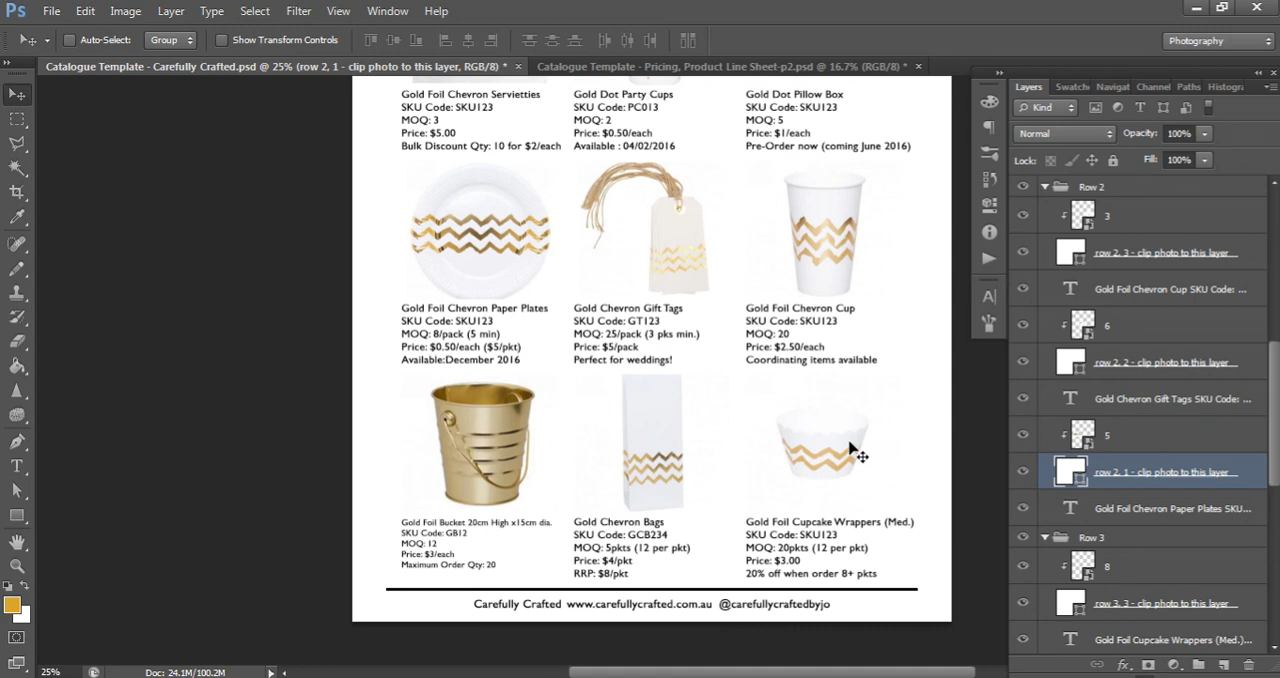 Ps File Edit Image Layer Type Select Filter 3D View Window Help
Auto-Select: Group Show Transform Controls Photography
Catalogue Template - Carefully Crafted.psd @ 25% (row 2, 1 - clip photo to this layer, RGB/8) * × Catalogue Template - Pricing, Product Line Sheet-p2.psd @ 16.7% (RGB/8) * ×
Gold Foil Chevron Servietties
SKU Code: SKU123
MOQ: 3
Price: $5.00
Bulk Discount Qty: 10 for $2/each
Gold Dot Party Cups
SKU Code: PC013
MOQ: 2
Price: $0.50/each
Available : 04/02/2016
Gold Dot Pillow Box
SKU Code: SKU123
MOQ: 5
Price: $1/each
Pre-Order now (coming June 2016)
Gold Foil Chevron Paper Plates
SKU Code: SKU123
MOQ: 8/pack (5 min)
Price: $0.50/each ($5/pkt)
Available:December 2016
Gold Chevron Gift Tags
SKU Code: GT123
MOQ: 25/pack (3 pks min.)
Price: $5/pack
Perfect for weddings!
Gold Foil Chevron Cup
SKU Code: SKU123
MOQ: 20
Price: $2.50/each
Coordinating items available
Gold Foil Bucket 20cm High x15cm dia.
SKU Code: GB12
MOQ: 12
Price: $3/each
Maximum Order Qty: 20
Gold Chevron Bags
SKU Code: GCB234
MOQ: 5pkts (12 per pkt)
Price: $4/pkt
RRP: $8/pkt
Gold Foil Cupcake Wrappers (Med.)
SKU Code: SKU123
MOQ: 20pkts (12 per pkt)
Price: $3.00
20% off when order 8+ pkts
Carefully Crafted www.carefullycrafted.com.au @carefullycraftedbyjo
25% Doc: 24.1M/100.2M
Layers Swatch Navigat Channel Paths Histogra
Kind
Normal Opacity: 100%
Lock: Fill: 100%
Row 2
3
row 2, 3 - clip photo to this layer
Gold Foil Chevron Cup SKU Code: ...
6
row 2, 2 - clip photo to this layer
Gold Chevron Gift Tags SKU Code: ...
5
row 2, 1 - clip photo to this layer
Gold Foil Chevron Paper Plates SKU...
Row 3
8
row 3, 3 - clip photo to this layer
Gold Foil Cupcake Wrappers (Med.)...